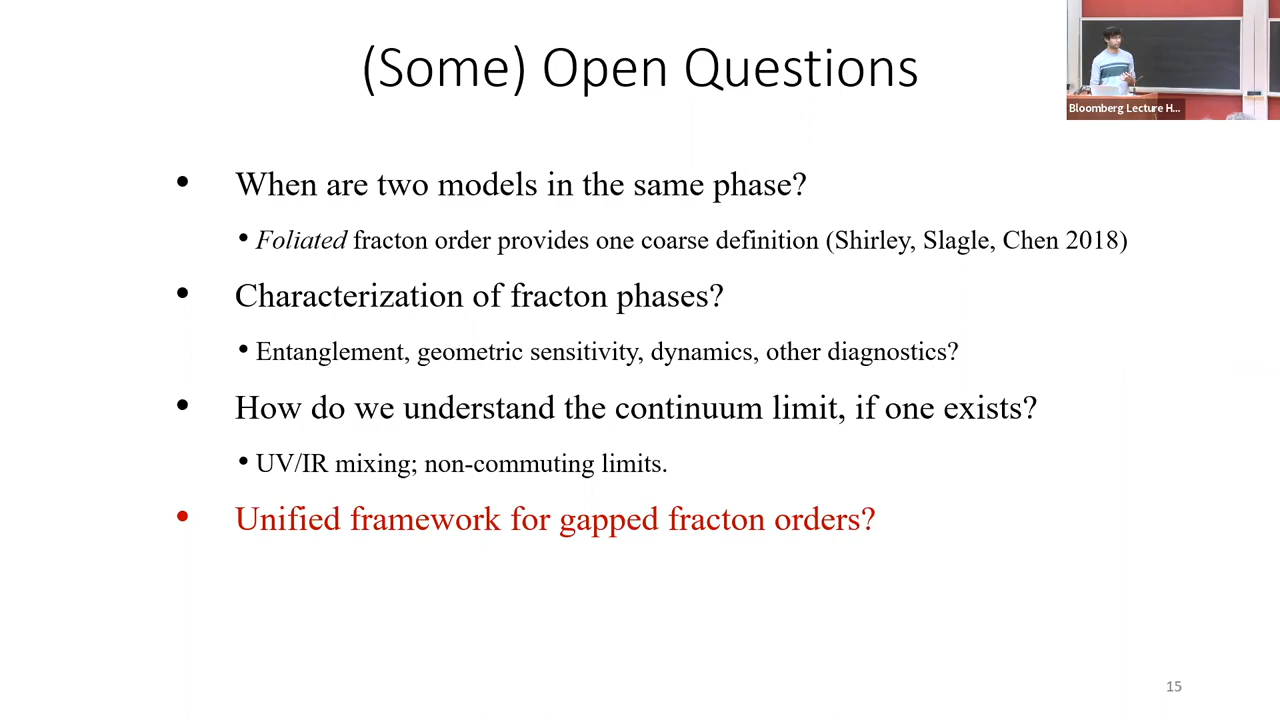 (Some) Open Questions
Bloomberg Lecture H...
• When are two models in the same phase?
• Foliated fracton order provides one coarse definition (Shirley, Slagle, Chen 2018)
• Characterization of fracton phases?
• Entanglement, geometric sensitivity, dynamics, other diagnostics?
• How do we understand the continuum limit, if one exists?
• UV/IR mixing; non-commuting limits.
• Unified framework for gapped fracton orders?
15